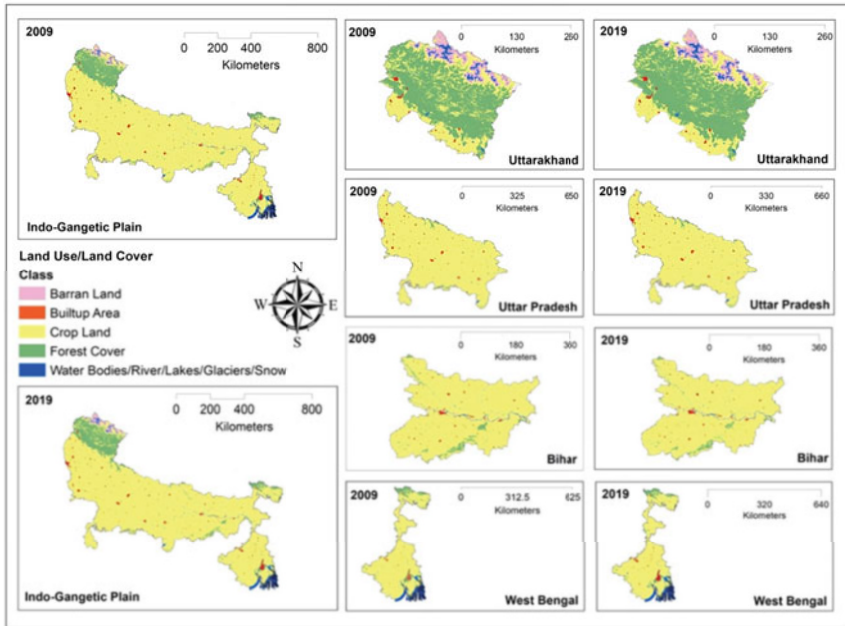 2009
0 200 400 800
Kilometers
Indo-Gangetic Plain
Land Use/Land Cover
Class
Barran Land
Builtup Area
Crop Land
Forest Cover
Water Bodies/River/Lakes/Glaciers/Snow
N
W E
S
2019
0 200 400 800
Kilometers
Indo-Gangetic Plain
2009
0 130 260
Kilometers
Uttarakhand
2019
0 130 260
Kilometers
Uttarakhand
2009
0 325 650
Kilometers
Uttar Pradesh
2019
0 330 660
Kilometers
Uttar Pradesh
2009
0 180 360
Kilometers
Bihar
2019
0 180 360
Kilometers
Bihar
2009
0 312.5 625
Kilometers
West Bengal
2019
0 320 640
Kilometers
West Bengal